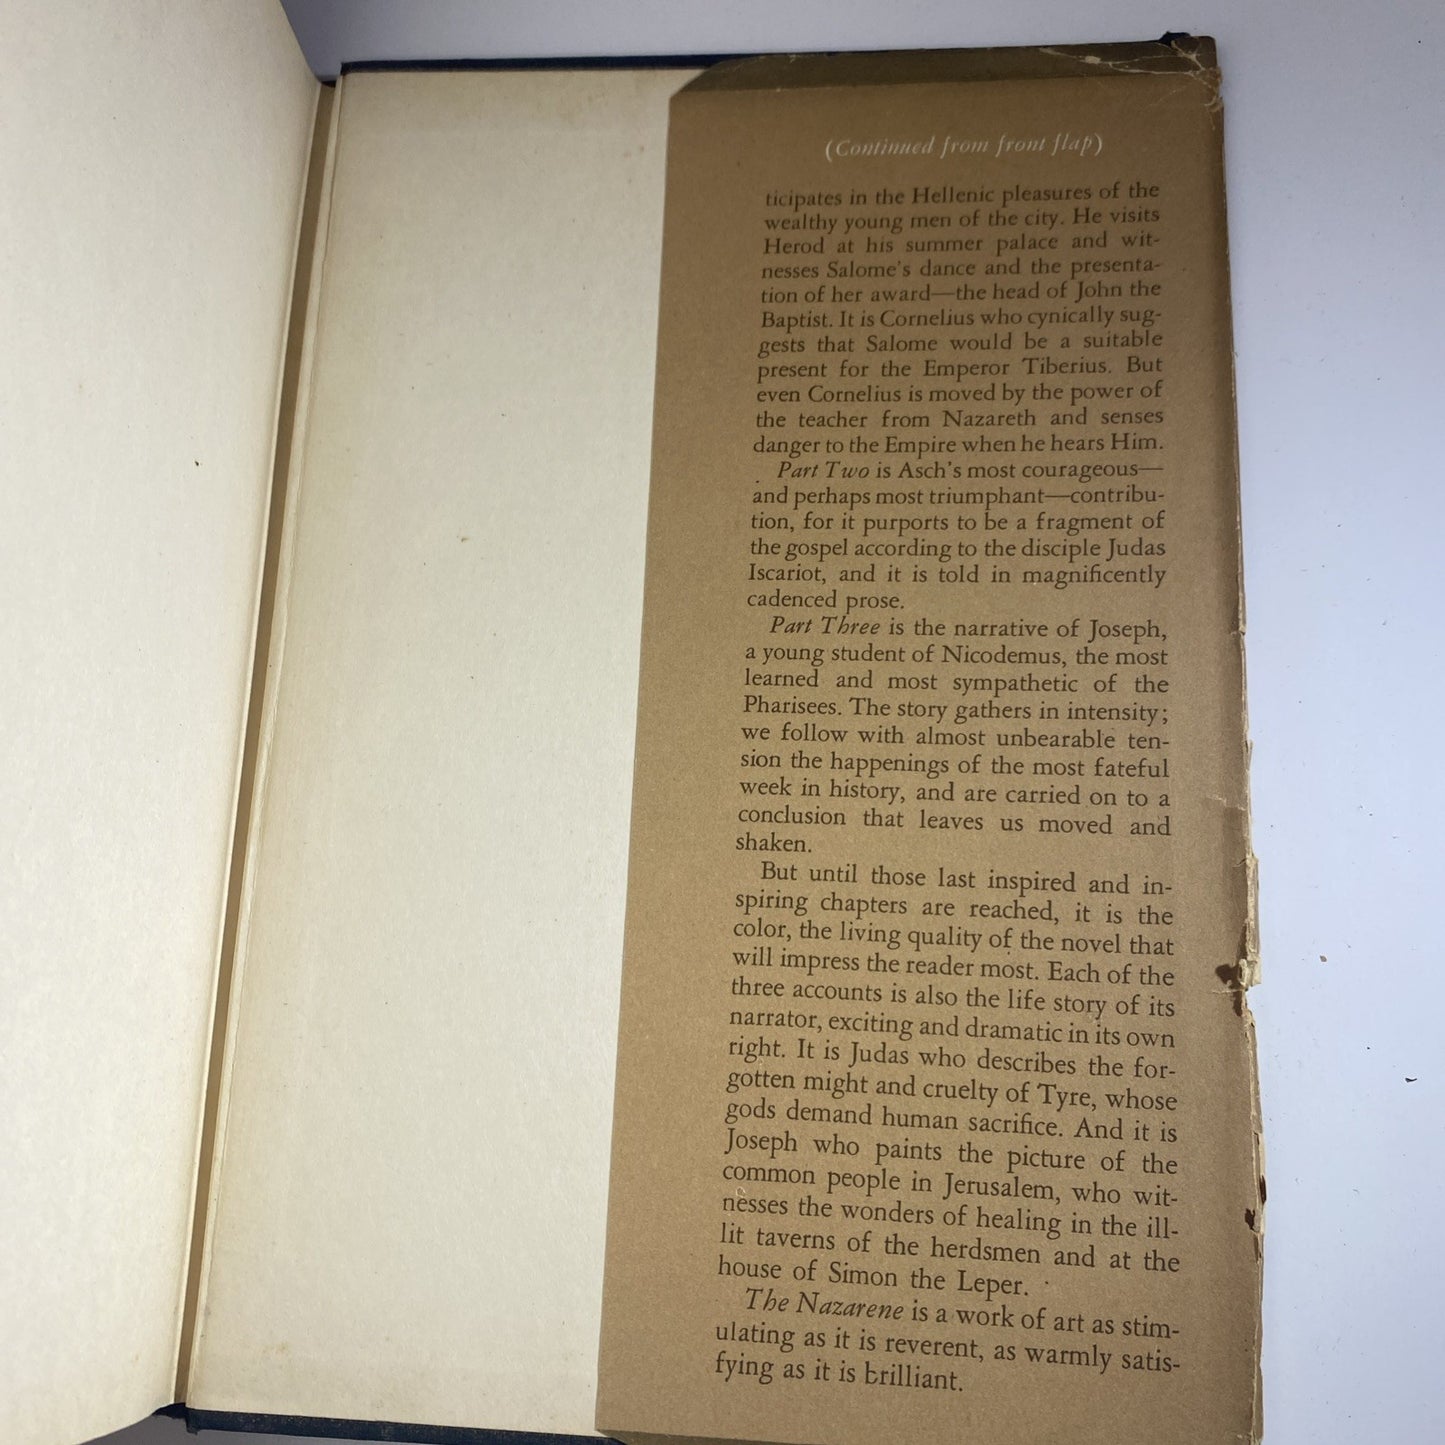 (Continued from front flap)
ticipates in the Hellenic pleasures of the
wealthy young men of the city. He visits
Herod at his summer palace and wit-
nesses Salome's dance and the presenta-
tion of her award—the head of John the
Baptist. It is Cornelius who cynically sug-
gests that Salome would be a suitable
present for the Emperor Tiberius. But
even Cornelius is moved by the power of
the teacher from Nazareth and senses
danger to the Empire when he hears Him.
Part Two is Asch's most courageous—
and perhaps most triumphant—contribu-
tion, for it purports to be a fragment of
the gospel according to the disciple Judas
Iscariot, and it is told in magnificently
cadenced prose.
Part Three is the narrative of Joseph,
a young student of Nicodemus, the most
learned and most sympathetic of the
Pharisees. The story gathers in intensity;
we follow with almost unbearable ten-
sion the happenings of the most fateful
week in history, and are carried on to a
conclusion that leaves us moved and
shaken.
But until those last inspired and in-
spiring chapters are reached, it is the
color, the living quality of the novel that
will impress the reader most. Each of the
three accounts is also the life story of its
narrator, exciting and dramatic in its own
right. It is Judas who describes the for-
gotten might and cruelty of Tyre, whose
gods demand human sacrifice. And it is
Joseph who paints the picture of the
common people in Jerusalem, who wit-
nesses the wonders of healing in the ill-
lit taverns of the herdsmen and at the
house of Simon the Leper.
The Nazarene is a work of art as stim-
ulating as it is reverent, as warmly satis-
fying as it is brilliant.